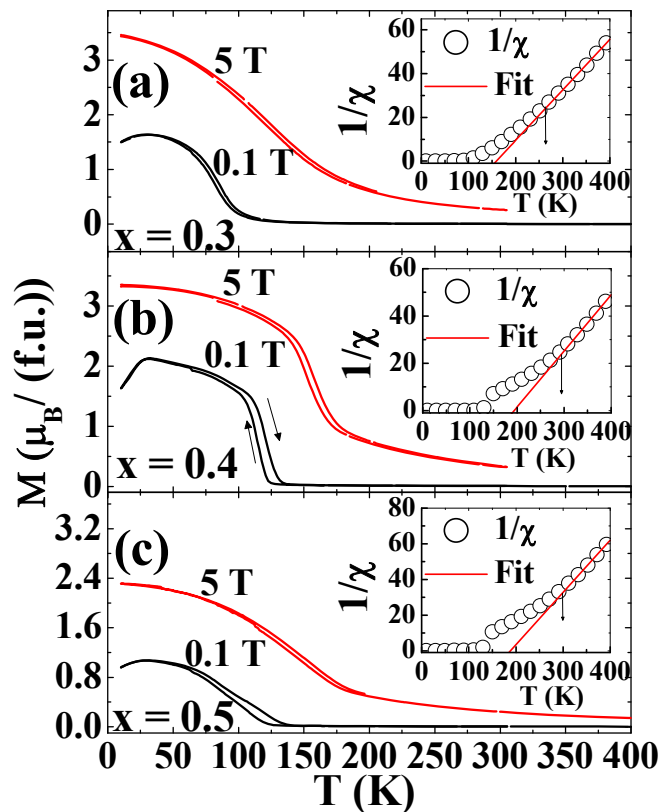 (a)
5 T
0.1 T
x = 0.3
3
2
1
0
1/χ
Fit
1/χ
60
40
20
0
0 100 200 300 400
T (K)
(b)
5 T
0.1 T
x = 0.4
3
2
1
0
1/χ
Fit
1/χ
60
40
20
0
0 100 200 300 400
T (K)
(c)
5 T
0.1 T
x = 0.5
3.2
2.4
1.6
0.8
0.0
1/χ
Fit
1/χ
80
60
40
20
0
0 100 200 300 400
T (K)
M (μB/ (f.u.))
0 50 100 150 200 250 300 350 400
T (K)